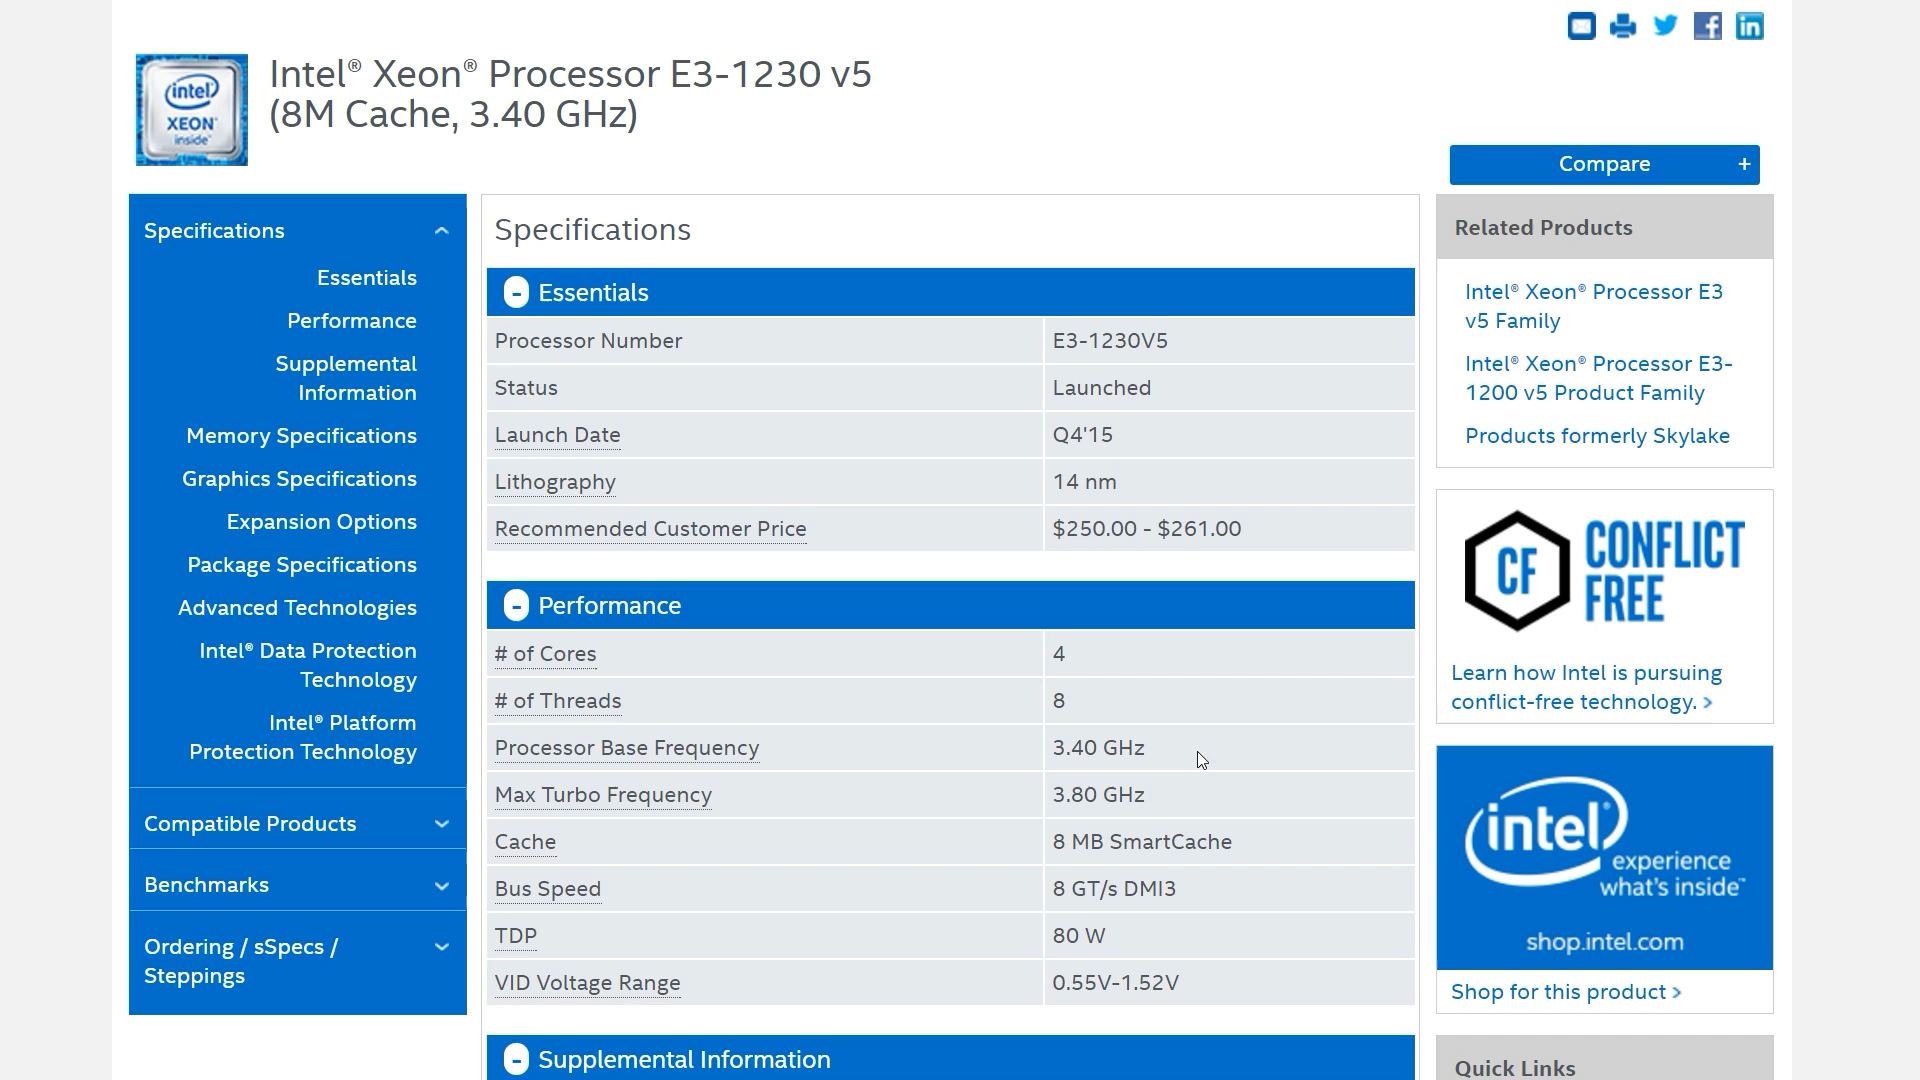 Intel® Xeon® Processor E3-1230 v5
(8M Cache, 3.40 GHz)
intel
XEON
inside
Compare +
Specifications
Essentials
Performance
Supplemental
Information
Memory Specifications
Graphics Specifications
Expansion Options
Package Specifications
Advanced Technologies
Intel® Data Protection
Technology
Intel® Platform
Protection Technology
Compatible Products
Benchmarks
Ordering / sSpecs /
Steppings
Specifications
- Essentials
Processor Number E3-1230V5
Status Launched
Launch Date Q4'15
Lithography 14 nm
Recommended Customer Price $250.00 - $261.00
- Performance
# of Cores 4
# of Threads 8
Processor Base Frequency 3.40 GHz
Max Turbo Frequency 3.80 GHz
Cache 8 MB SmartCache
Bus Speed 8 GT/s DMI3
TDP 80 W
VID Voltage Range 0.55V-1.52V
- Supplemental Information
Related Products
Intel® Xeon® Processor E3
v5 Family
Intel® Xeon® Processor E3-
1200 v5 Product Family
Products formerly Skylake
CF CONFLICT
FREE
Learn how Intel is pursuing
conflict-free technology. >
intel®
experience
what's inside™
shop.intel.com
Shop for this product >
Quick Links